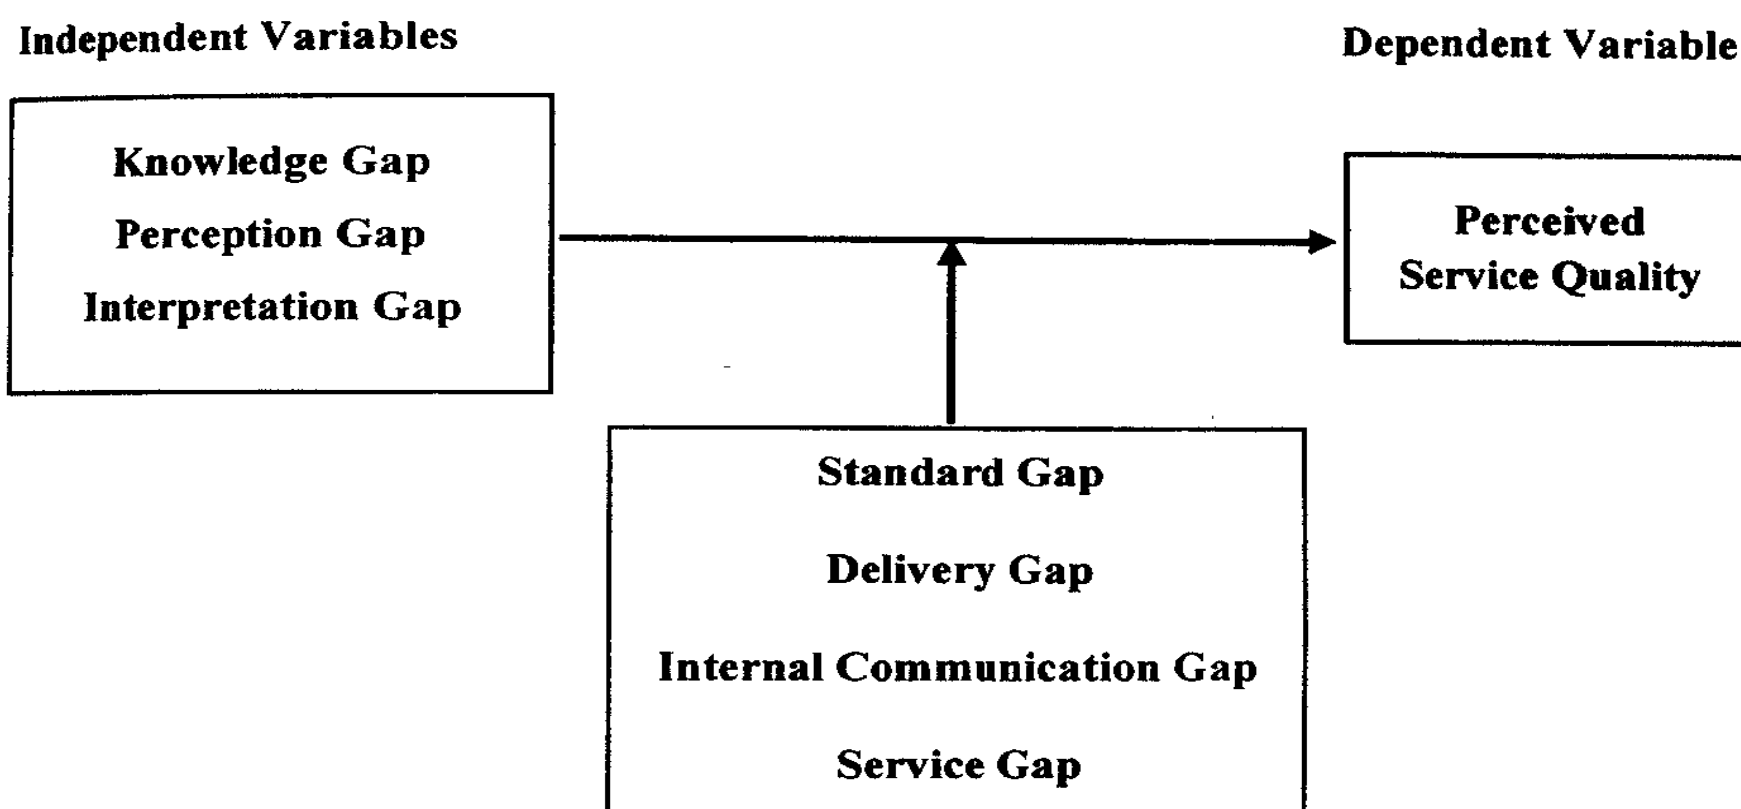 Independent Variables
Dependent Variable
Knowledge Gap
Perception Gap
Interpretation Gap
Perceived
Service Quality
Standard Gap
Delivery Gap
Internal Communication Gap
Service Gap